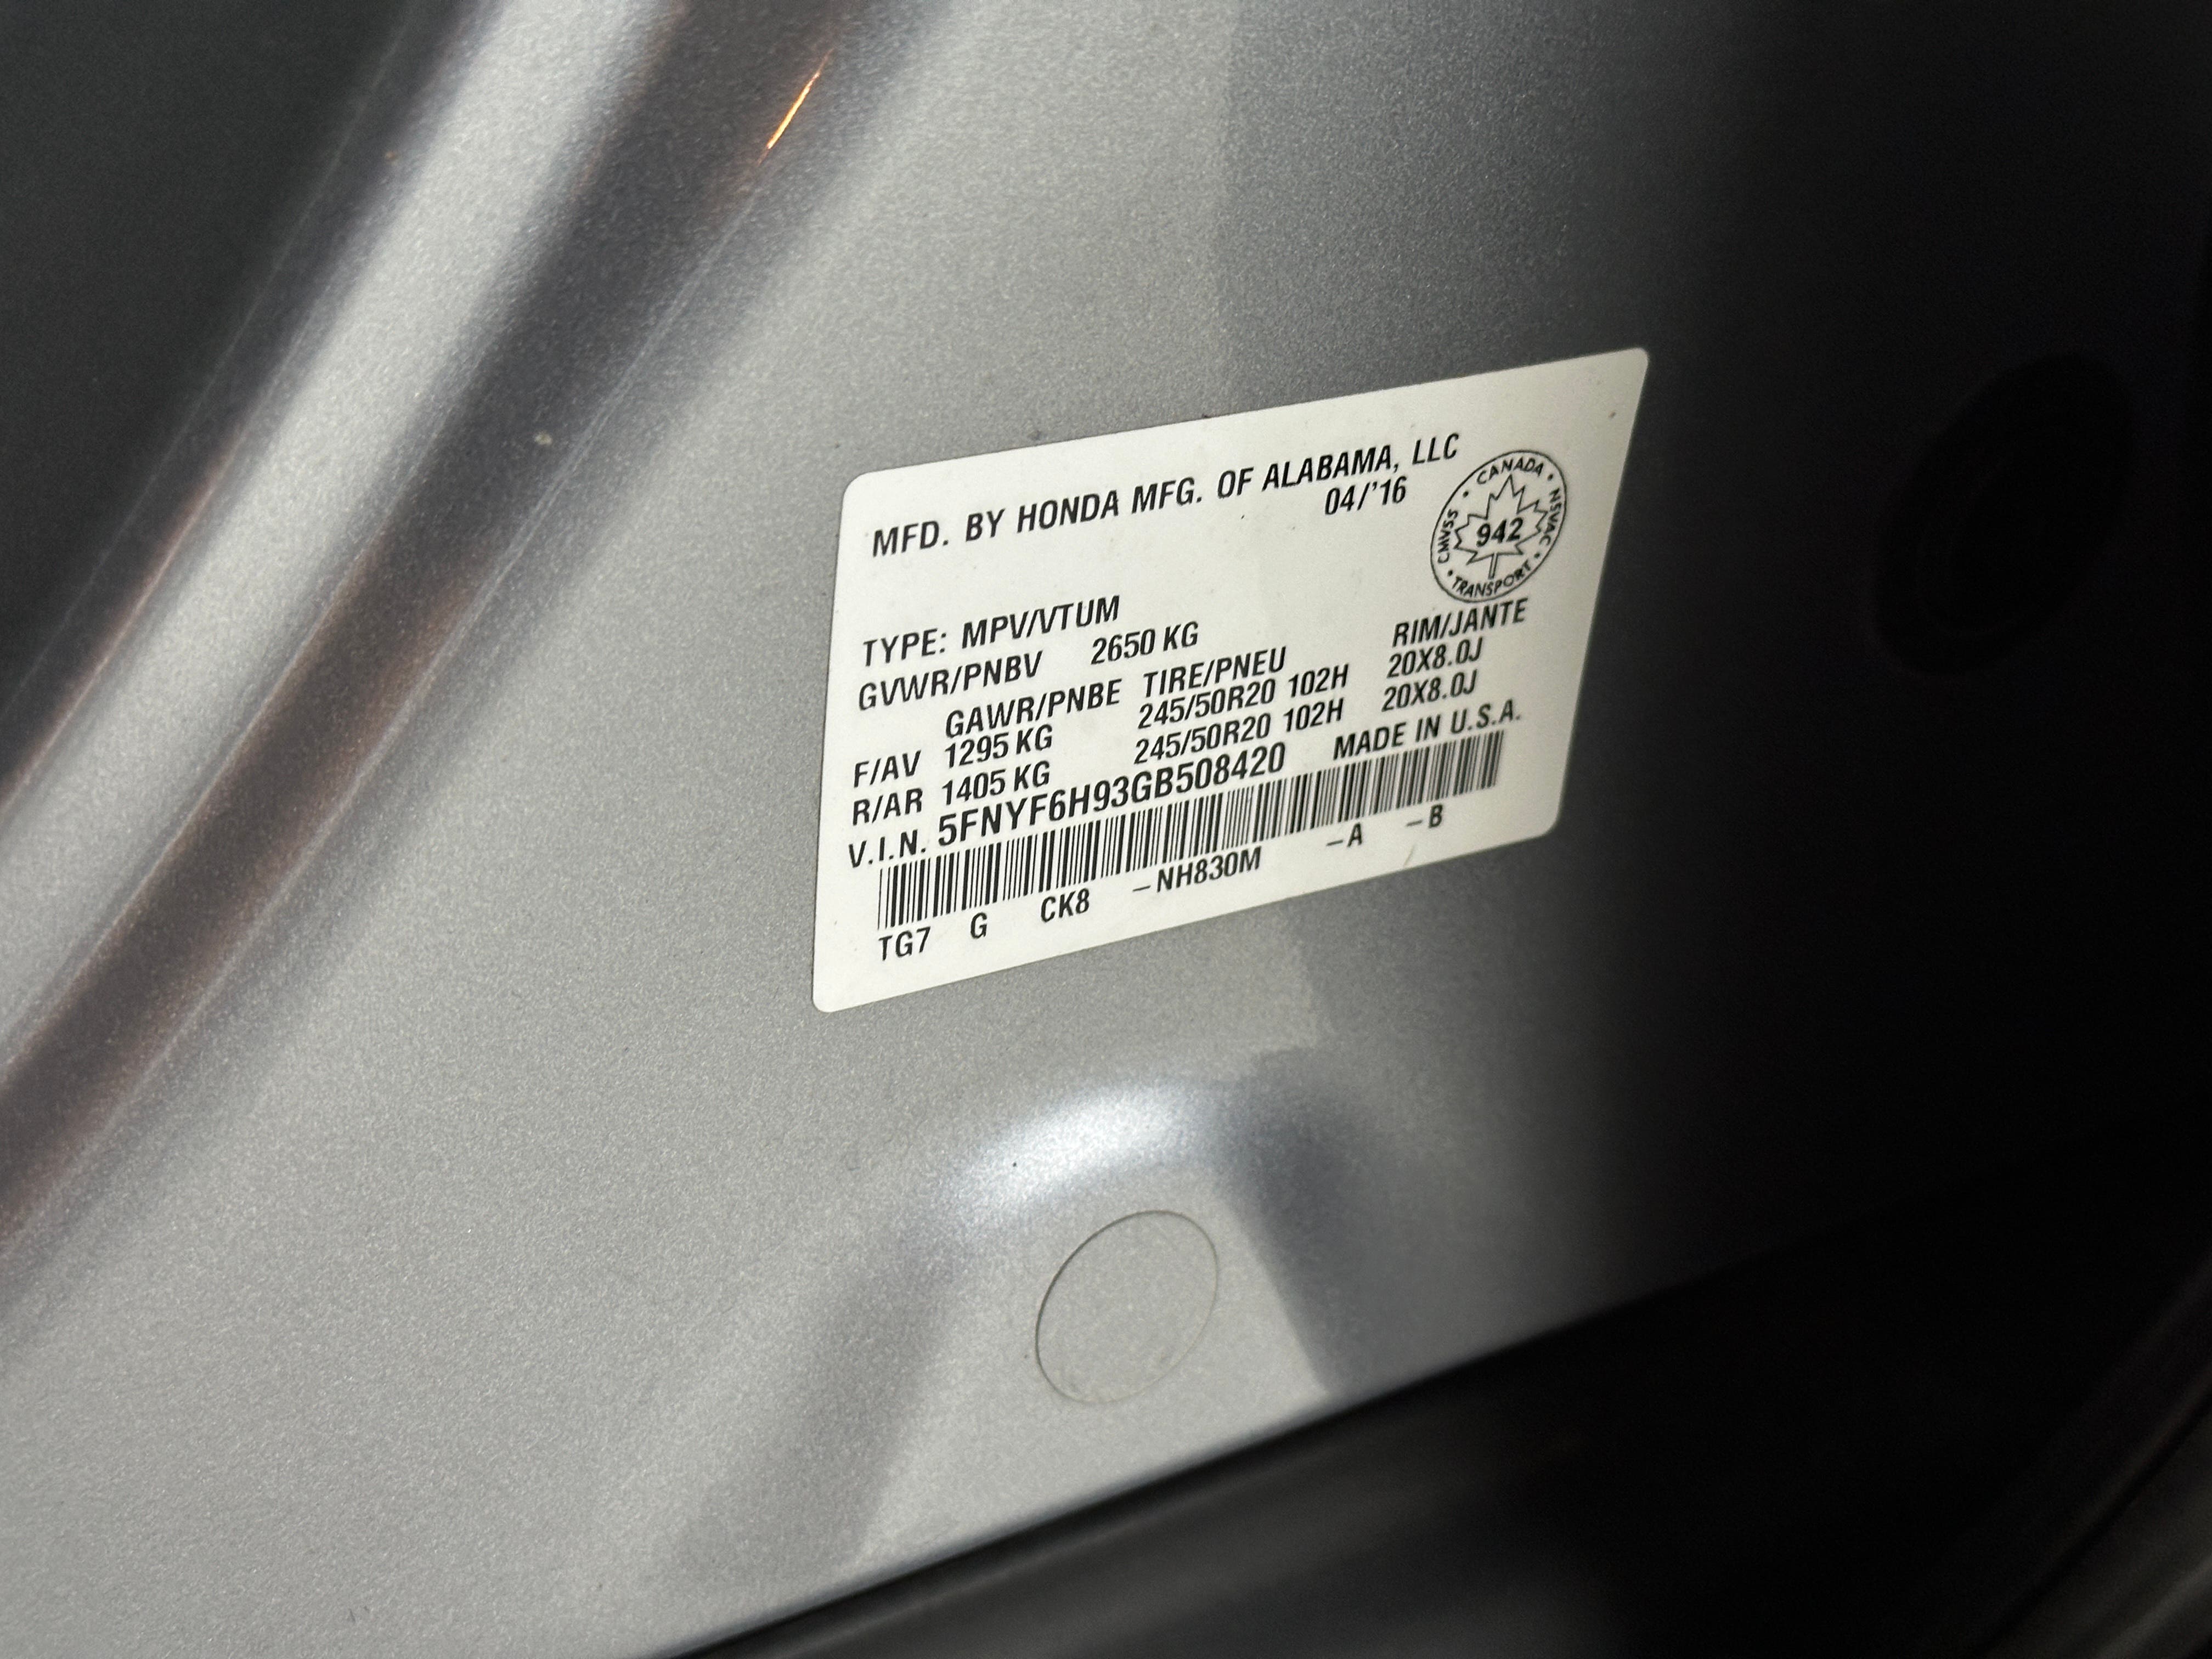 MFD. BY HONDA MFG. OF ALABAMA, LLC
04/'16
CANADA • NSVAC • TRANSPORT • CMVSS •
942
TYPE: MPV/VTUM
GVWR/PNBV 2650 KG
GAWR/PNBE TIRE/PNEU RIM/JANTE
F/AV 1295 KG 245/50R20 102H 20X8.0J
R/AR 1405 KG 245/50R20 102H 20X8.0J
V.I.N. 5FNYF6H93GB508420 MADE IN U.S.A.
TG7 G CK8 –NH830M –A –B